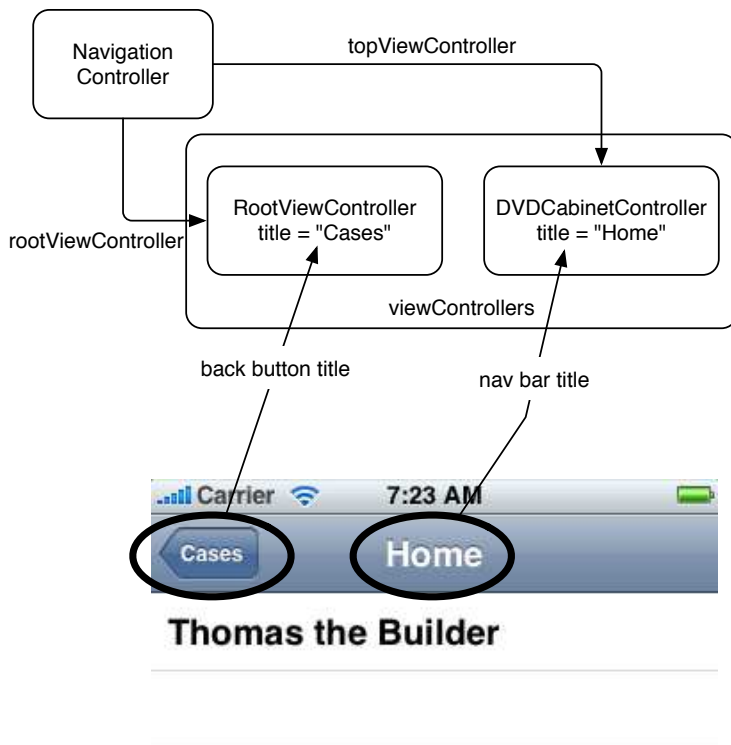 Navigation
Controller
topViewController
RootViewController
title = "Cases"
DVDCabinetController
title = "Home"
rootViewController
viewControllers
back button title
nav bar title
Carrier 7:23 AM
Cases Home
Thomas the Builder